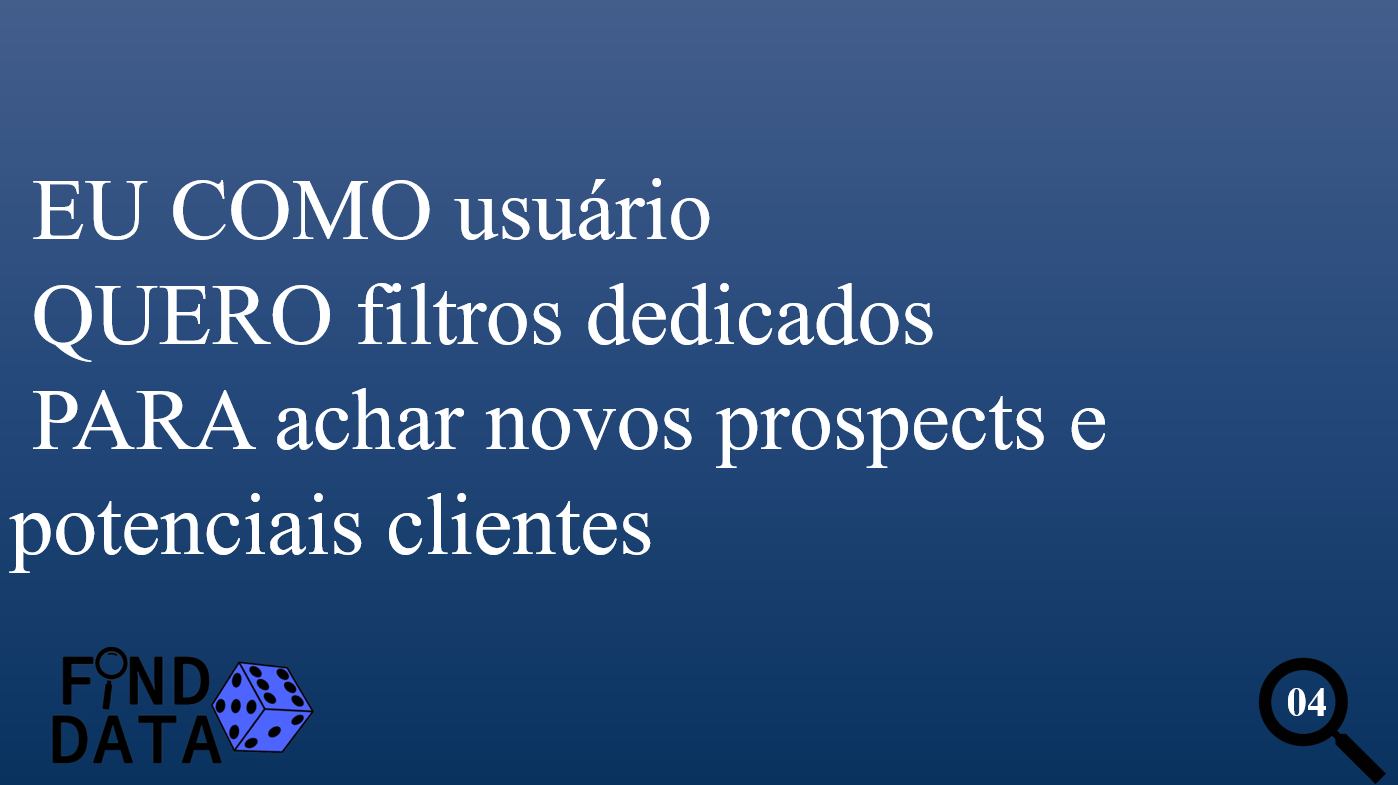 EU COMO usuário
QUERO filtros dedicados
PARA achar novos prospects e
potenciais clientes
FIND
DATA
04